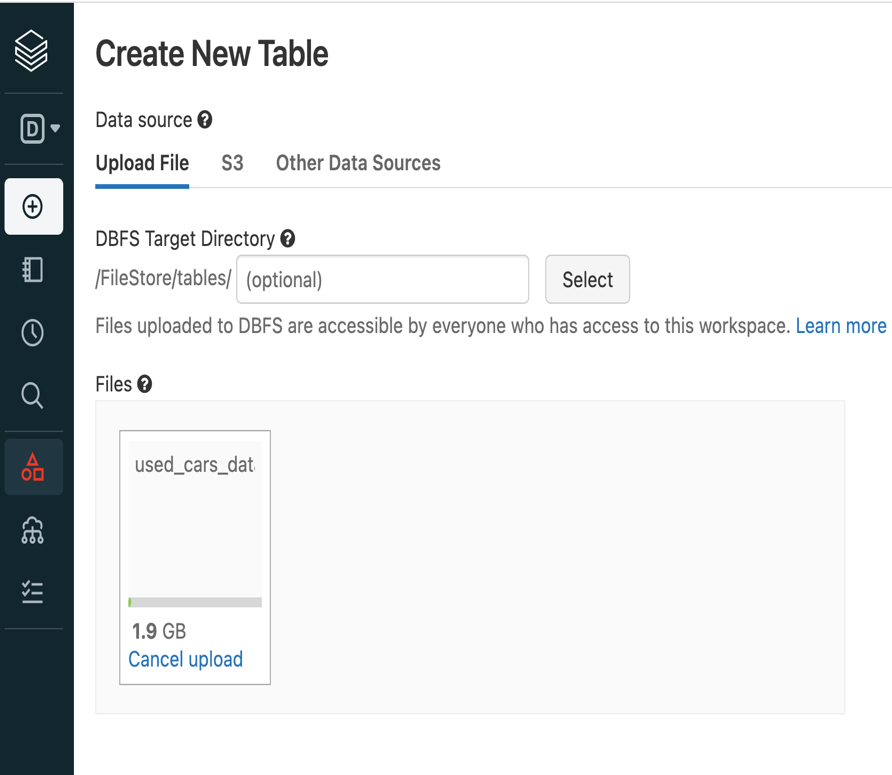 Create New Table
D
Data source ?
Upload File S3 Other Data Sources
DBFS Target Directory ?
/FileStore/tables/ (optional) Select
Files uploaded to DBFS are accessible by everyone who has access to this workspace. Learn more
Files ?
used_cars_dat
1.9 GB
Cancel upload